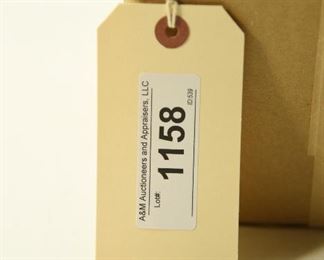 A&M Auctioneers and Appraisers, LLC
Lot#:
1158
ID:539